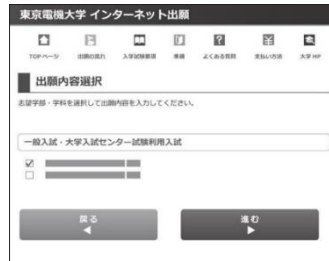 東京電機大学 インターネット出願
TOPページ 出願の流れ 入学試験要項 準備 よくある質問 支払い方法 大学HP
出願内容選択
志望学部・学科を選択して出願内容を入力してください。
一般入試・大学入試センター試験利用入試
戻る 進む